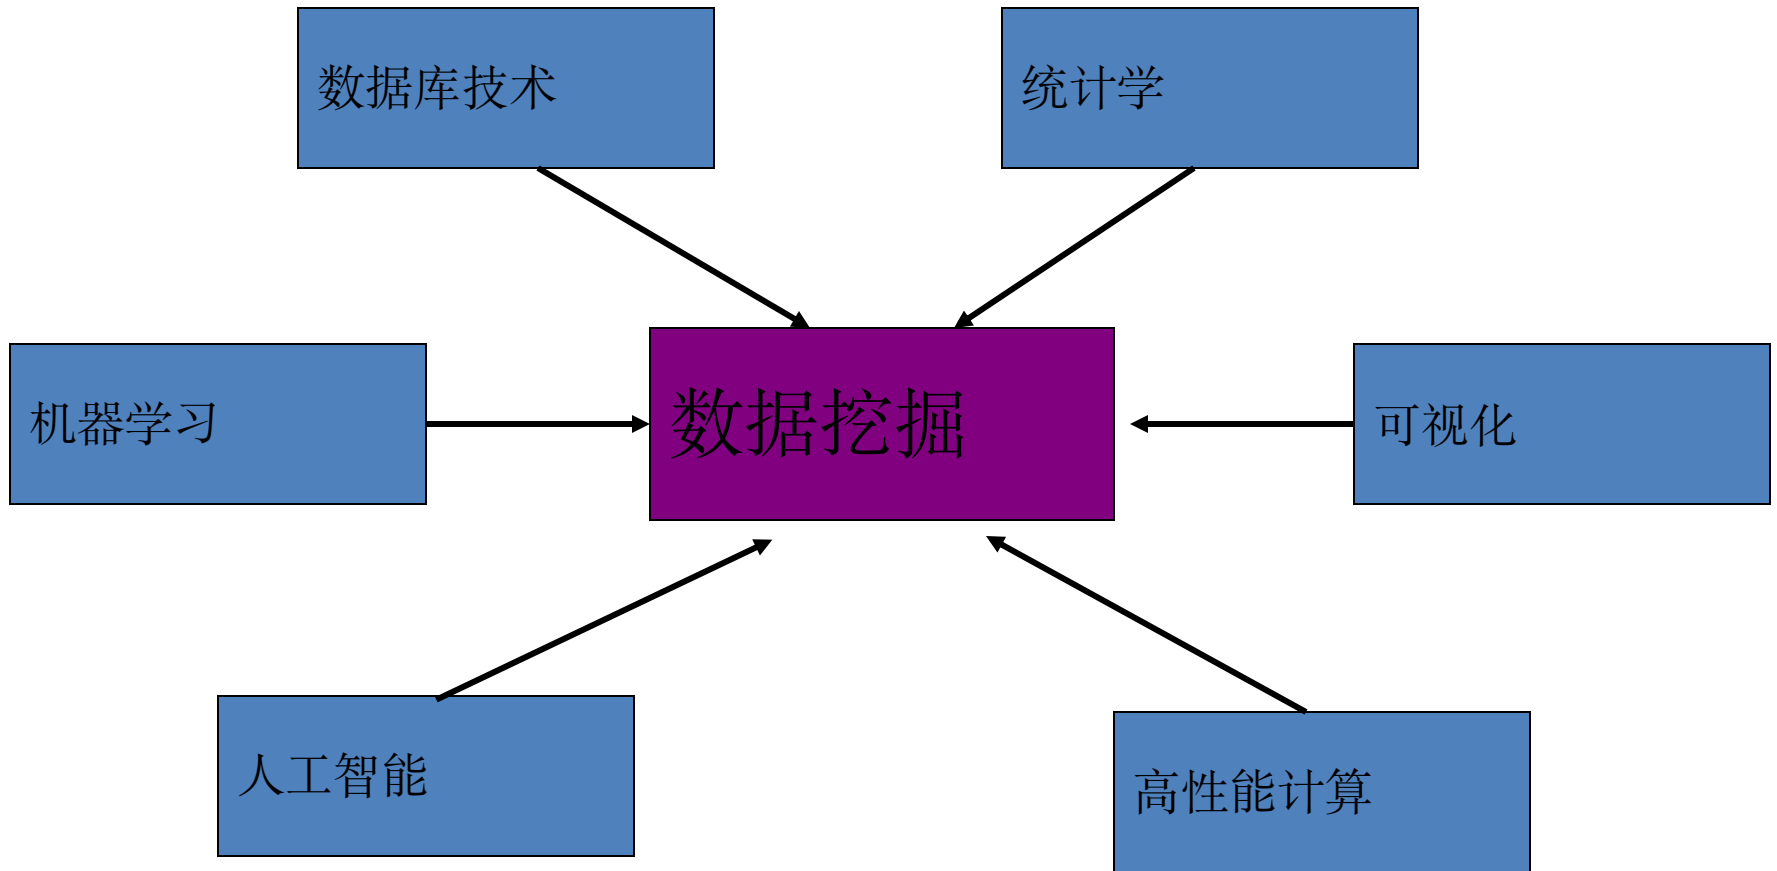 数据库技术
统计学
机器学习
数据挖掘
可视化
人工智能
高性能计算